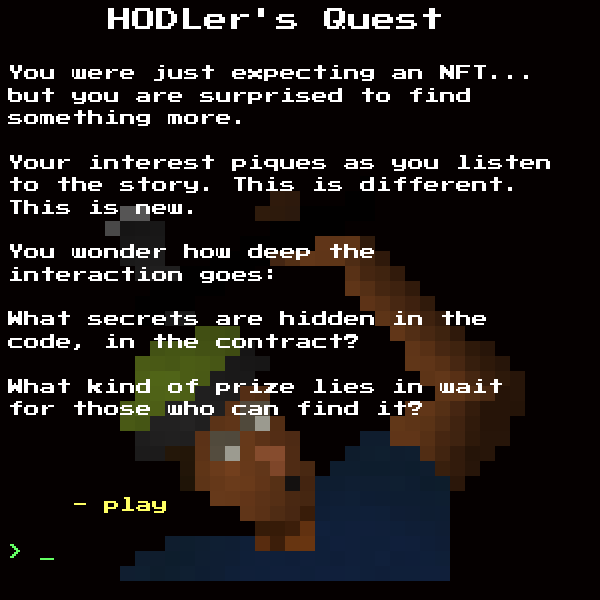 HODLer's Quest
You were just expecting an NFT...
but you are surprised to find
something more.
Your interest piques as you listen
to the story. This is different.
This is new.
You wonder how deep the
interaction goes:
What secrets are hidden in the
code, in the contract?
What kind of prize lies in wait
for those who can find it?
- play
> _